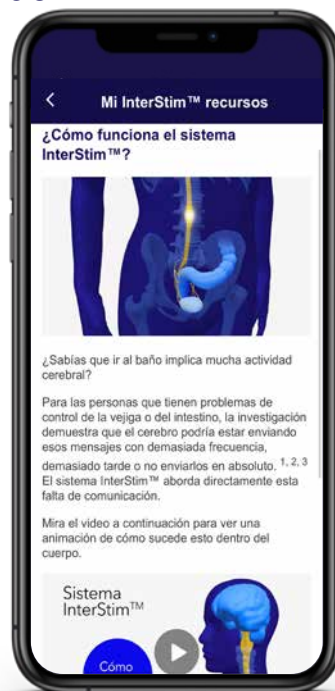 Mi InterStim™ recursos
¿Cómo funciona el sistema
InterStim™?
¿Sabías que ir al baño implica mucha actividad
cerebral?
Para las personas que tienen problemas de
control de la vejiga o del intestino, la investigación
demuestra que el cerebro podría estar enviando
esos mensajes con demasiada frecuencia,
demasiado tarde o no enviarlos en absoluto. 1, 2, 3
El sistema InterStim™ aborda directamente esta
falta de comunicación.
Mira el video a continuación para ver una
animación de cómo sucede esto dentro del
cuerpo.
Sistema
InterStim™
Cómo